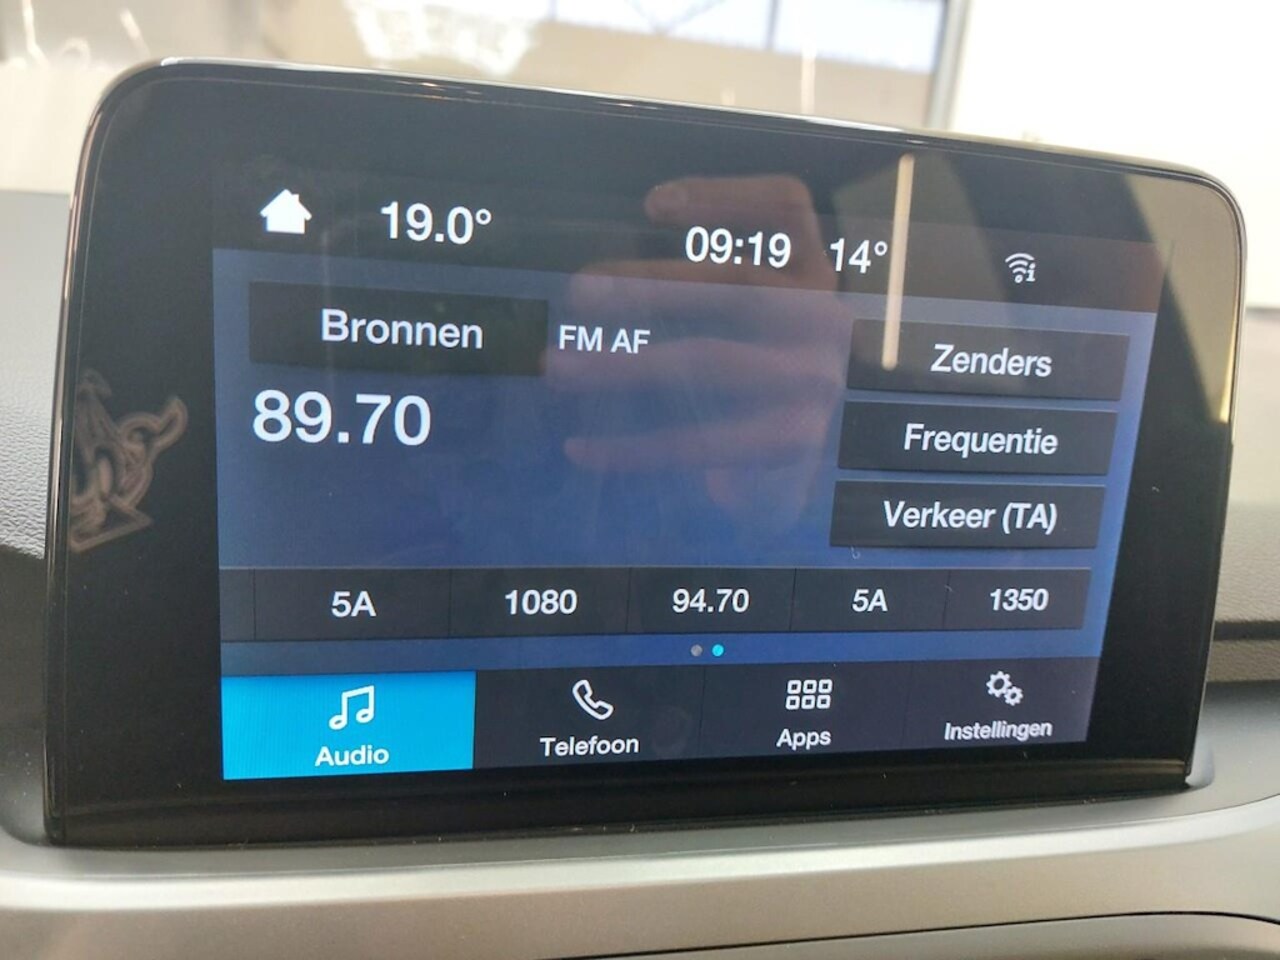 19.0° 09:19 14°
Bronnen FM AF Zenders
89.70 Frequentie
Verkeer (TA)
5A 1080 94.70 5A 1350
Audio Telefoon Apps Instellingen